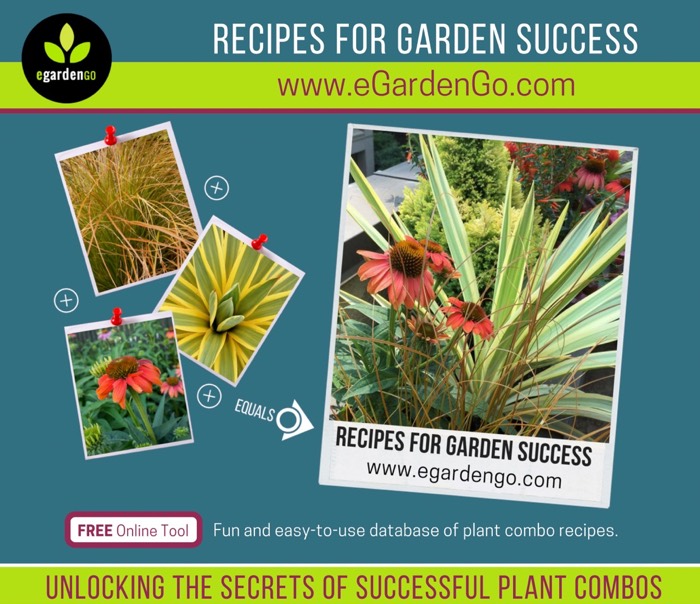 egardenGO
RECIPES FOR GARDEN SUCCESS
www.eGardenGo.com
EQUALS
RECIPES FOR GARDEN SUCCESS
www.egardengo.com
FREE Online Tool
Fun and easy-to-use database of plant combo recipes.
UNLOCKING THE SECRETS OF SUCCESSFUL PLANT COMBOS